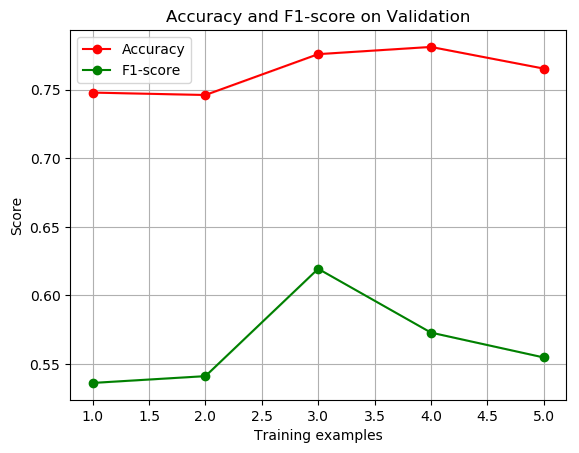 Accuracy and F1-score on Validation
Accuracy
F1-score
Score
0.75
0.70
0.65
0.60
0.55
1.0 1.5 2.0 2.5 3.0 3.5 4.0 4.5 5.0
Training examples